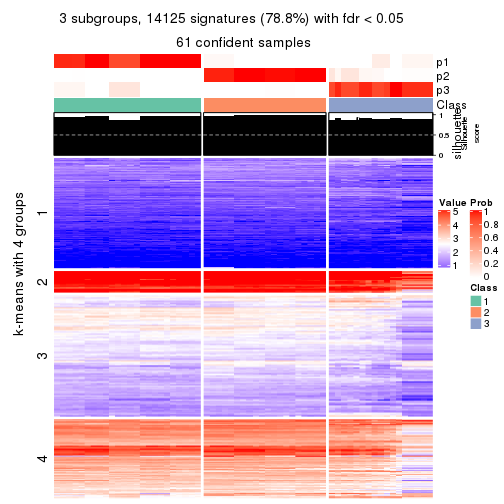 3 subgroups, 14125 signatures (78.8%) with fdr < 0.05
61 confident samples
p1
p2
p3
Class
1
0.5
0
silhouette
Silhouette
score
k-means with 4 groups
1
2
3
4
Value
5
4
3
2
1
Prob
1
0.8
0.6
0.4
0.2
0
Class
1
2
3